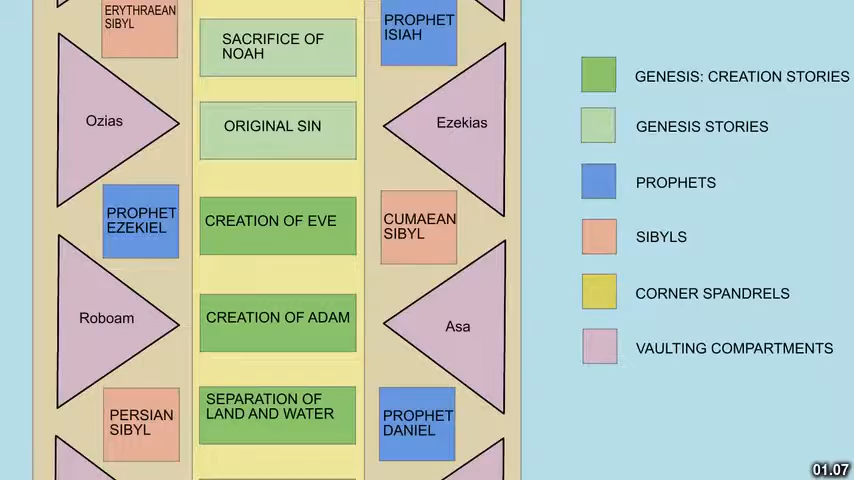 ERYTHRAEAN
SIBYL
SACRIFICE OF
NOAH
PROPHET
ISIAH
Ozias
ORIGINAL SIN
Ezekias
PROPHET
EZEKIEL
CREATION OF EVE
CUMAEAN
SIBYL
Roboam
CREATION OF ADAM
Asa
PERSIAN
SIBYL
SEPARATION OF
LAND AND WATER
PROPHET
DANIEL
GENESIS: CREATION STORIES
GENESIS STORIES
PROPHETS
SIBYLS
CORNER SPANDRELS
VAULTING COMPARTMENTS
01.07